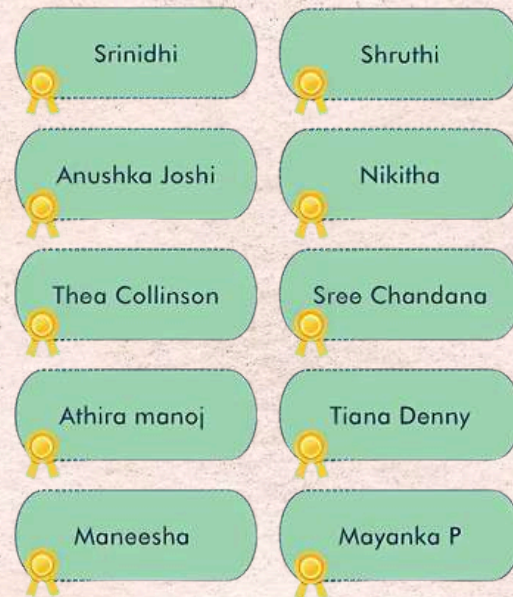 Srinidhi
Shruthi
Anushka Joshi
Nikitha
Thea Collinson
Sree Chandana
Athira manoj
Tiana Denny
Maneesha
Mayanka P